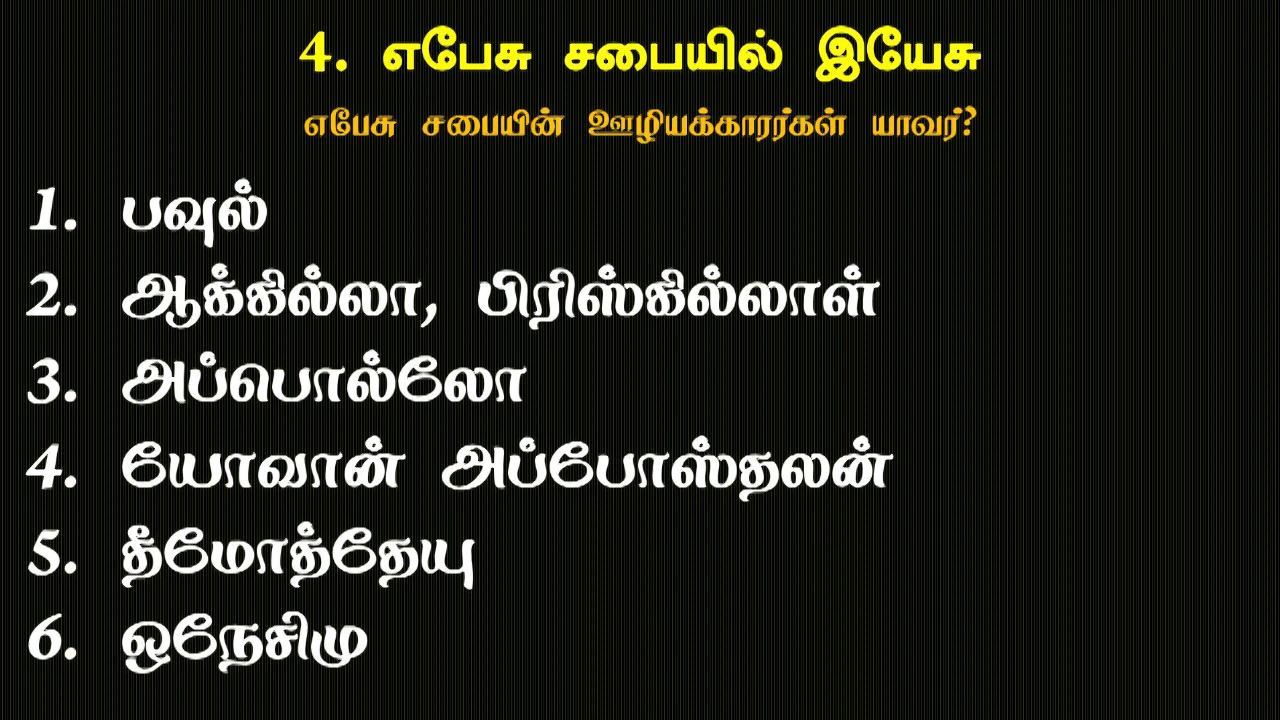 4. எபேசு சபையில் இயேசு
எபேசு சபையின் ஊழியக்காரர்கள் யாவர்?
1. பவுல்
2. ஆக்கில்லா, பிரிஸ்கில்லாள்
3. அப்பொல்லோ
4. யோவான் அப்போஸ்தலன்
5. தீமோத்தேயு
6. ஒநேசிமு